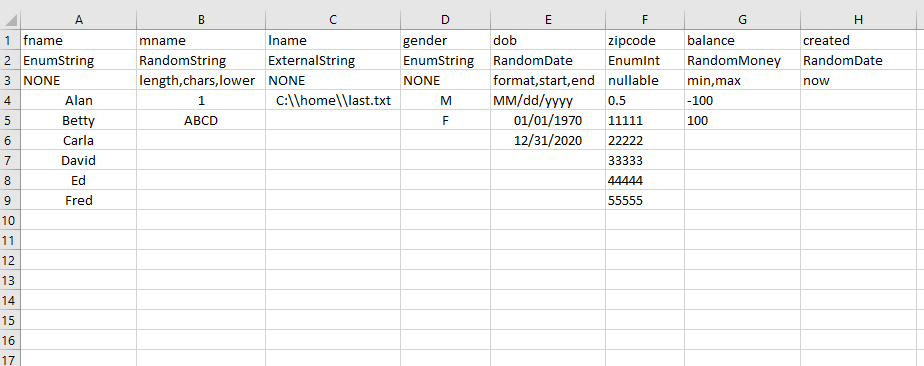 A B C D E F G H
1 fname mname lname gender dob zipcode balance created
2 EnumString RandomString ExternalString EnumString RandomDate EnumInt RandomMoney RandomDate
3 NONE length,chars,lower NONE NONE format,start,end nullable min,max now
4 Alan 1 C:\\home\\last.txt M MM/dd/yyyy 0.5 -100
5 Betty ABCD F 01/01/1970 11111 100
6 Carla 12/31/2020 22222
7 David 33333
8 Ed 44444
9 Fred 55555
10
11
12
13
14
15
16
17